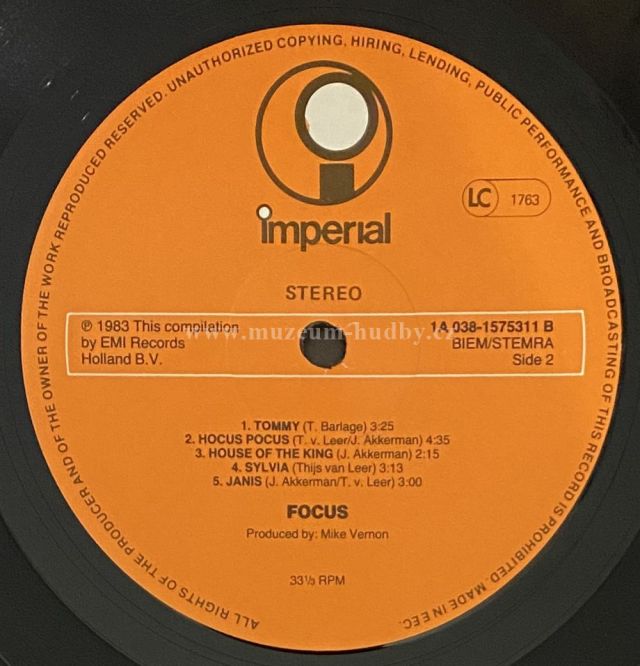 ALL RIGHTS OF THE PRODUCER AND OF THE OWNER OF THE WORK REPRODUCED RESERVED. UNAUTHORIZED COPYING, HIRING, LENDING, PUBLIC PERFORMANCE AND BROADCASTING OF THIS RECORD IS PROHIBITED. MADE IN EEC.
imperial
LC 1763
STEREO
℗ 1983 This compilation
by EMI Records
Holland B.V.
1A 038-1575311 B
BIEM/STEMRA
Side 2
www.muzeum-hudby.cz
1. TOMMY (T. Barlage) 3:25
2. HOCUS POCUS (T. v. Leer/J. Akkerman) 4:35
3. HOUSE OF THE KING (J. Akkerman) 2:15
4. SYLVIA (Thijs van Leer) 3:13
5. JANIS (J. Akkerman/T. v. Leer) 3:00
FOCUS
Produced by: Mike Vernon
33⅓ RPM